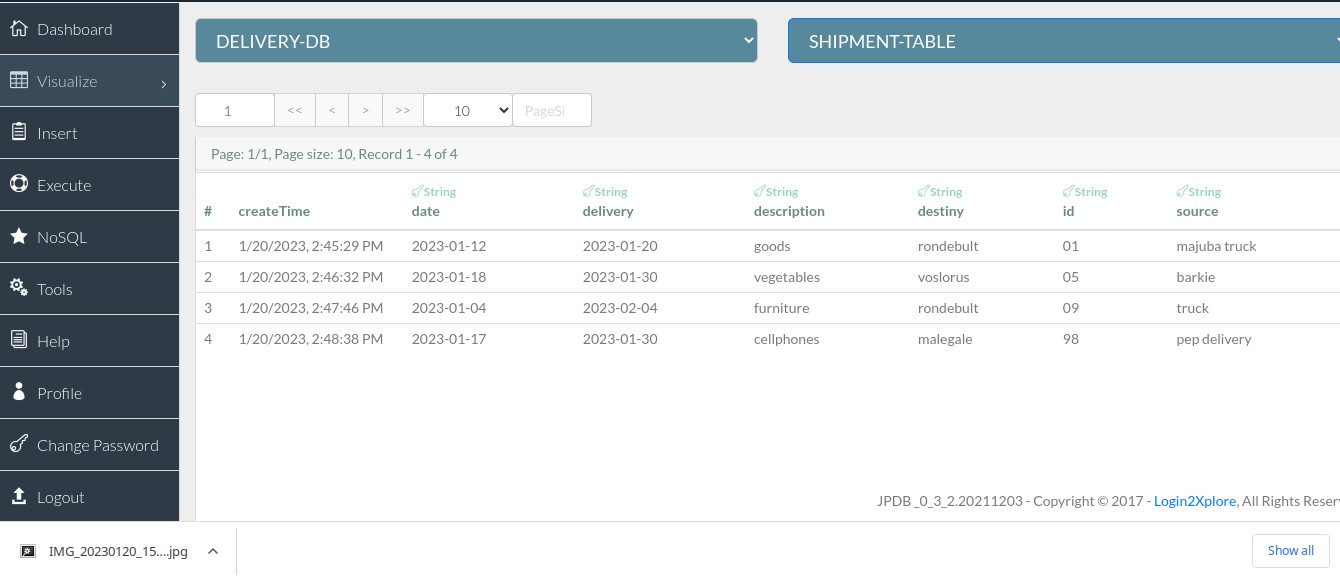 Dashboard
Visualize
Insert
Execute
NoSQL
Tools
Help
Profile
Change Password
Logout
DELIVERY-DB SHIPMENT-TABLE
1 << < > >> 10 PageSi
Page: 1/1, Page size: 10, Record 1 - 4 of 4
String String String String String String
# createTime date delivery description destiny id source
1 1/20/2023, 2:45:29 PM 2023-01-12 2023-01-20 goods rondebult 01 majuba truck
2 1/20/2023, 2:46:32 PM 2023-01-18 2023-01-30 vegetables voslorus 05 barkie
3 1/20/2023, 2:47:46 PM 2023-01-04 2023-02-04 furniture rondebult 09 truck
4 1/20/2023, 2:48:38 PM 2023-01-17 2023-01-30 cellphones malegale 98 pep delivery
JPDB_0_3_2.20211203 - Copyright © 2017 - Login2Xplore, All Rights Reser
IMG_20230120_15....jpg Show all